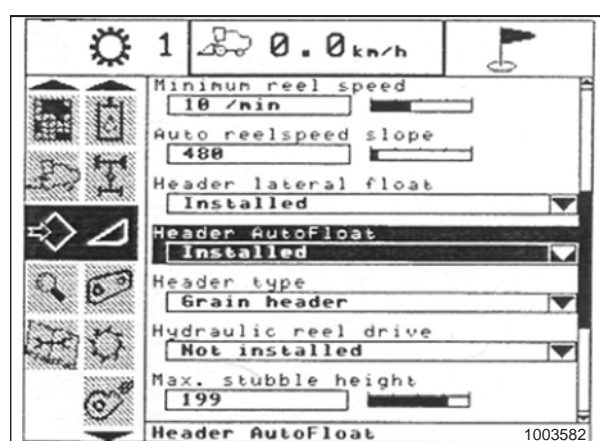 1 0.0km/h
Minimum reel speed
10 /min
Auto reelspeed slope
480
Header lateral float
Installed
Header AutoFloat
Installed
Header type
Grain header
Hydraulic reel drive
Not installed
Max. stubble height
199
Header AutoFloat
1003582